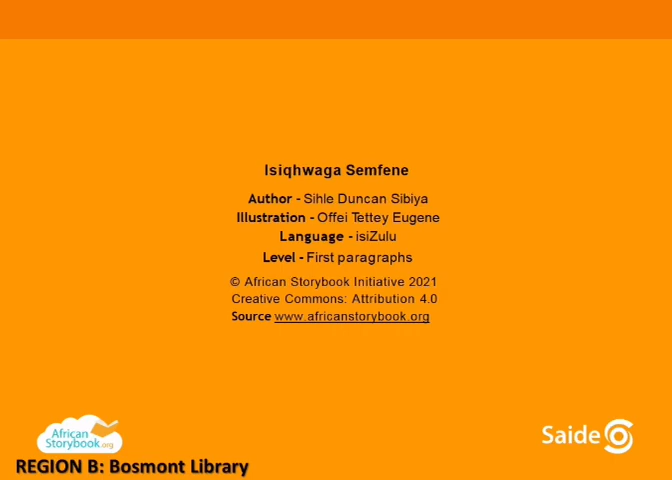 Isiqhwaga Semfene
Author - Sihle Duncan Sibiya
Illustration - Offei Tettey Eugene
Language - isiZulu
Level - First paragraphs
© African Storybook Initiative 2021
Creative Commons: Attribution 4.0
Source www.africanstorybook.org
African
Storybook.org
Saide
REGION B: Bosmont Library